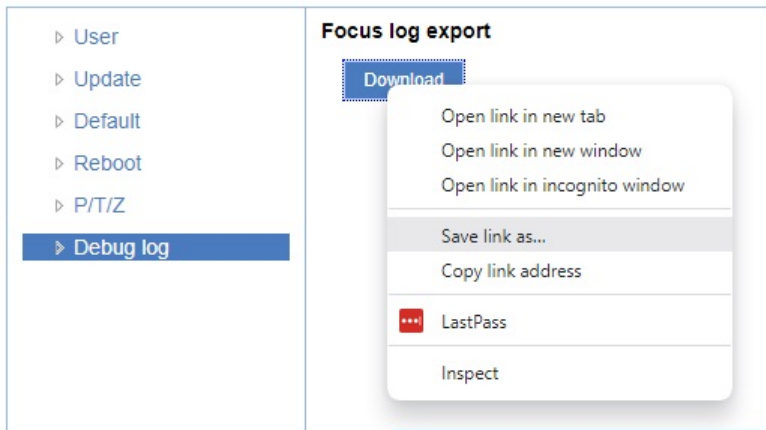 User
Update
Default
Reboot
P/T/Z
Debug log
Focus log export
Download
Open link in new tab
Open link in new window
Open link in incognito window
Save link as...
Copy link address
LastPass
Inspect